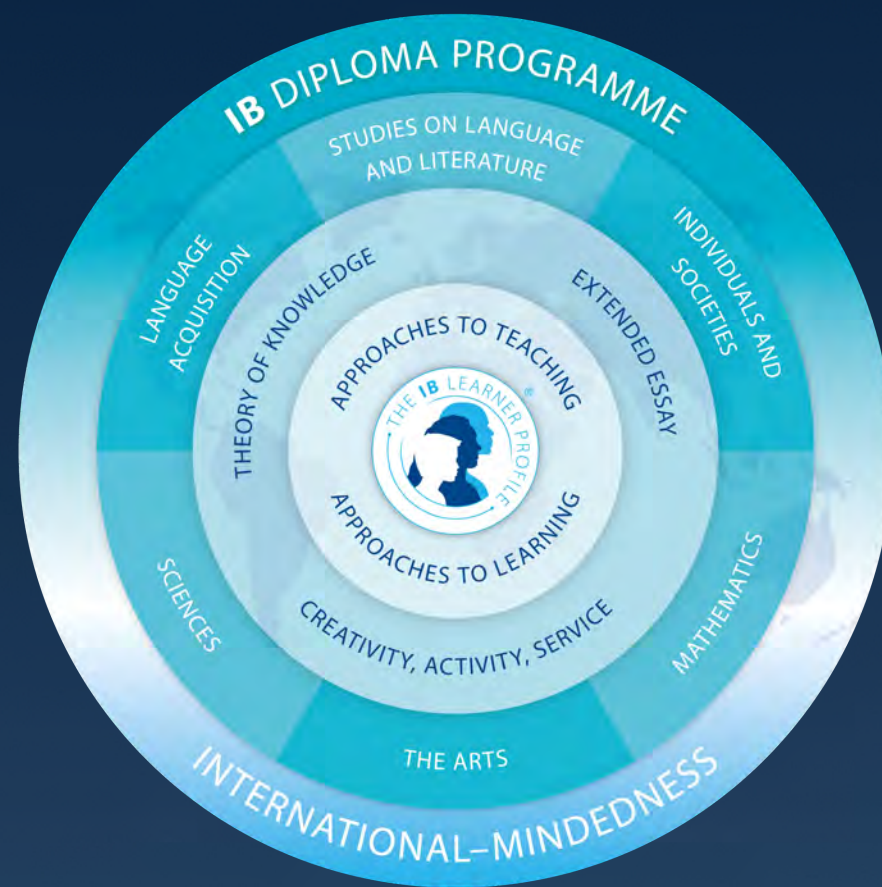 IB DIPLOMA PROGRAMME
STUDIES ON LANGUAGE
AND LITERATURE
LANGUAGE
ACQUISITION
INDIVIDUALS AND
SOCIETIES
THEORY OF KNOWLEDGE
EXTENDED ESSAY
APPROACHES TO TEACHING
THE IB LEARNER PROFILE
®
APPROACHES TO LEARNING
CREATIVITY, ACTIVITY, SERVICE
SCIENCES
MATHEMATICS
THE ARTS
INTERNATIONAL–MINDEDNESS